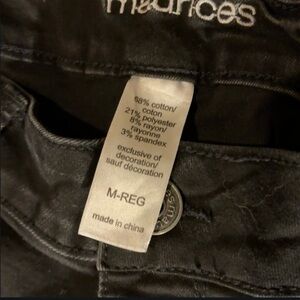 maurices
68% cotton/
coton
21% polyester
8% rayon/
rayonne
3% spandex
exclusive of
decoration/
sauf décoration
M-REG
made in china